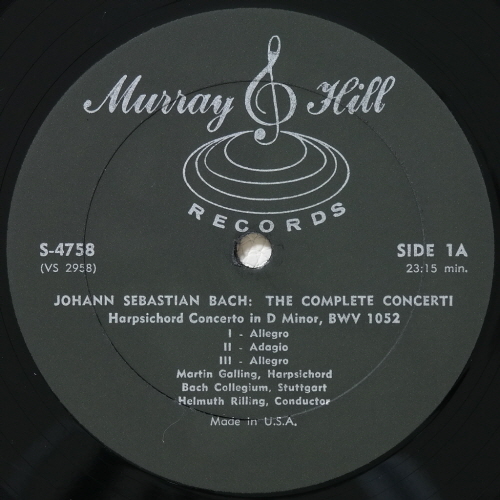 Murray Hill
RECORDS
S-4758 SIDE 1A
(VS 2958) 23:15 min.
JOHANN SEBASTIAN BACH: THE COMPLETE CONCERTI
Harpsichord Concerto in D Minor, BWV 1052
I - Allegro
II - Adagio
III - Allegro
Martin Galling, Harpsichord
Bach Collegium, Stuttgart
Helmuth Rilling, Conductor
Made in U.S.A.